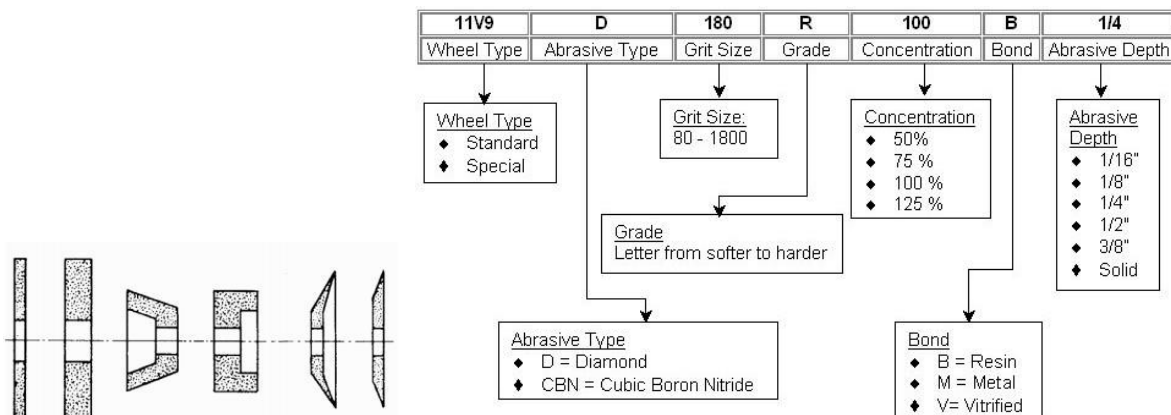 11V9 D 180 R 100 B 1/4
Wheel Type Abrasive Type Grit Size Grade Concentration Bond Abrasive Depth
Wheel Type
◆ Standard
◆ Special
Grit Size:
80 - 1800
Concentration
◆ 50%
◆ 75 %
◆ 100 %
◆ 125 %
Abrasive
Depth
◆ 1/16"
◆ 1/8"
◆ 1/4"
◆ 1/2"
◆ 3/8"
◆ Solid
Grade
Letter from softer to harder
Abrasive Type
◆ D = Diamond
◆ CBN = Cubic Boron Nitride
Bond
◆ B = Resin
◆ M = Metal
◆ V= Vitrified